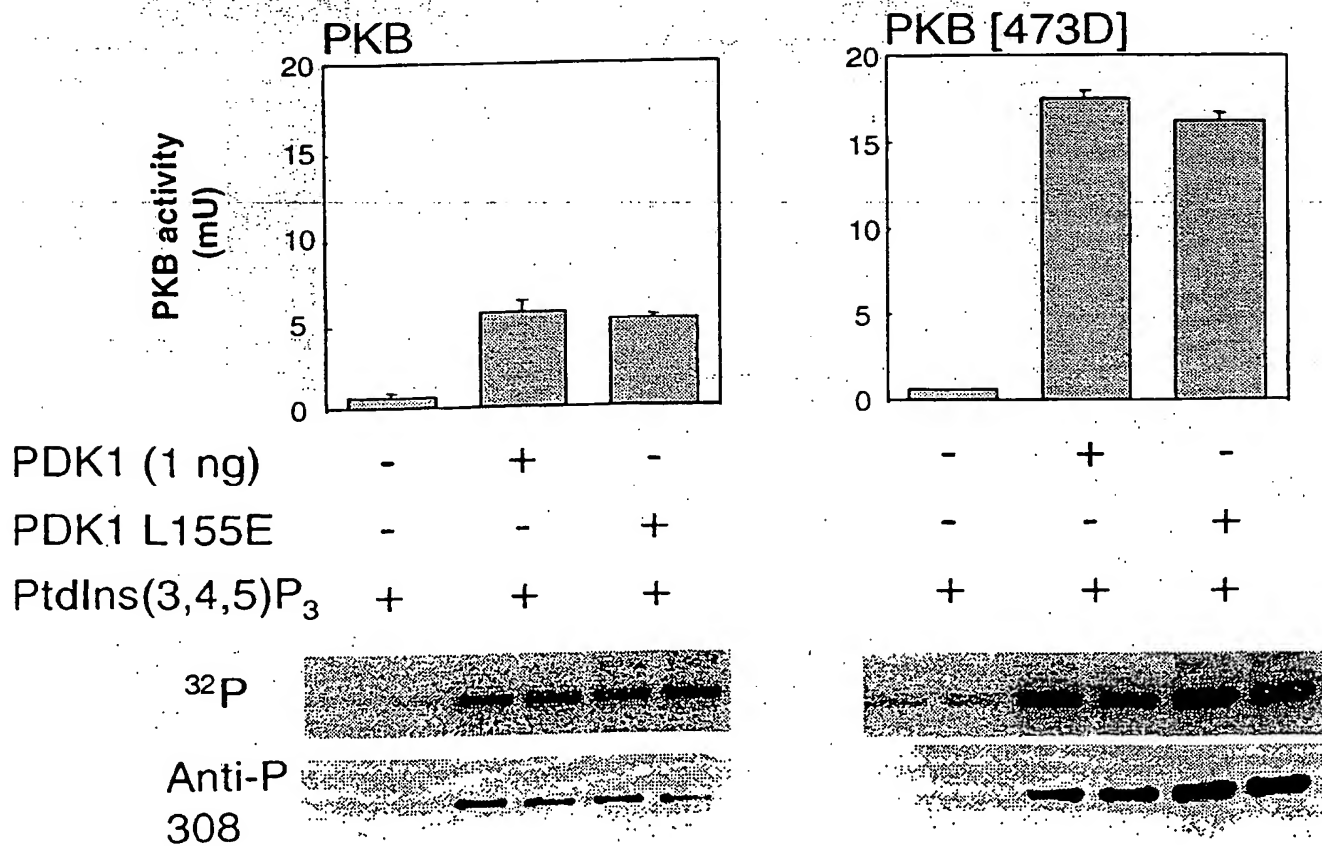 PKB
PKB [473D]
PKB activity
(mU)
20
15
10
5
0
20
15
10
5
0
PDK1 (1 ng) - + - - + -
PDK1 L155E - - + - - +
PtdIns(3,4,5)P3 + + + + + +
32P
Anti-P
308